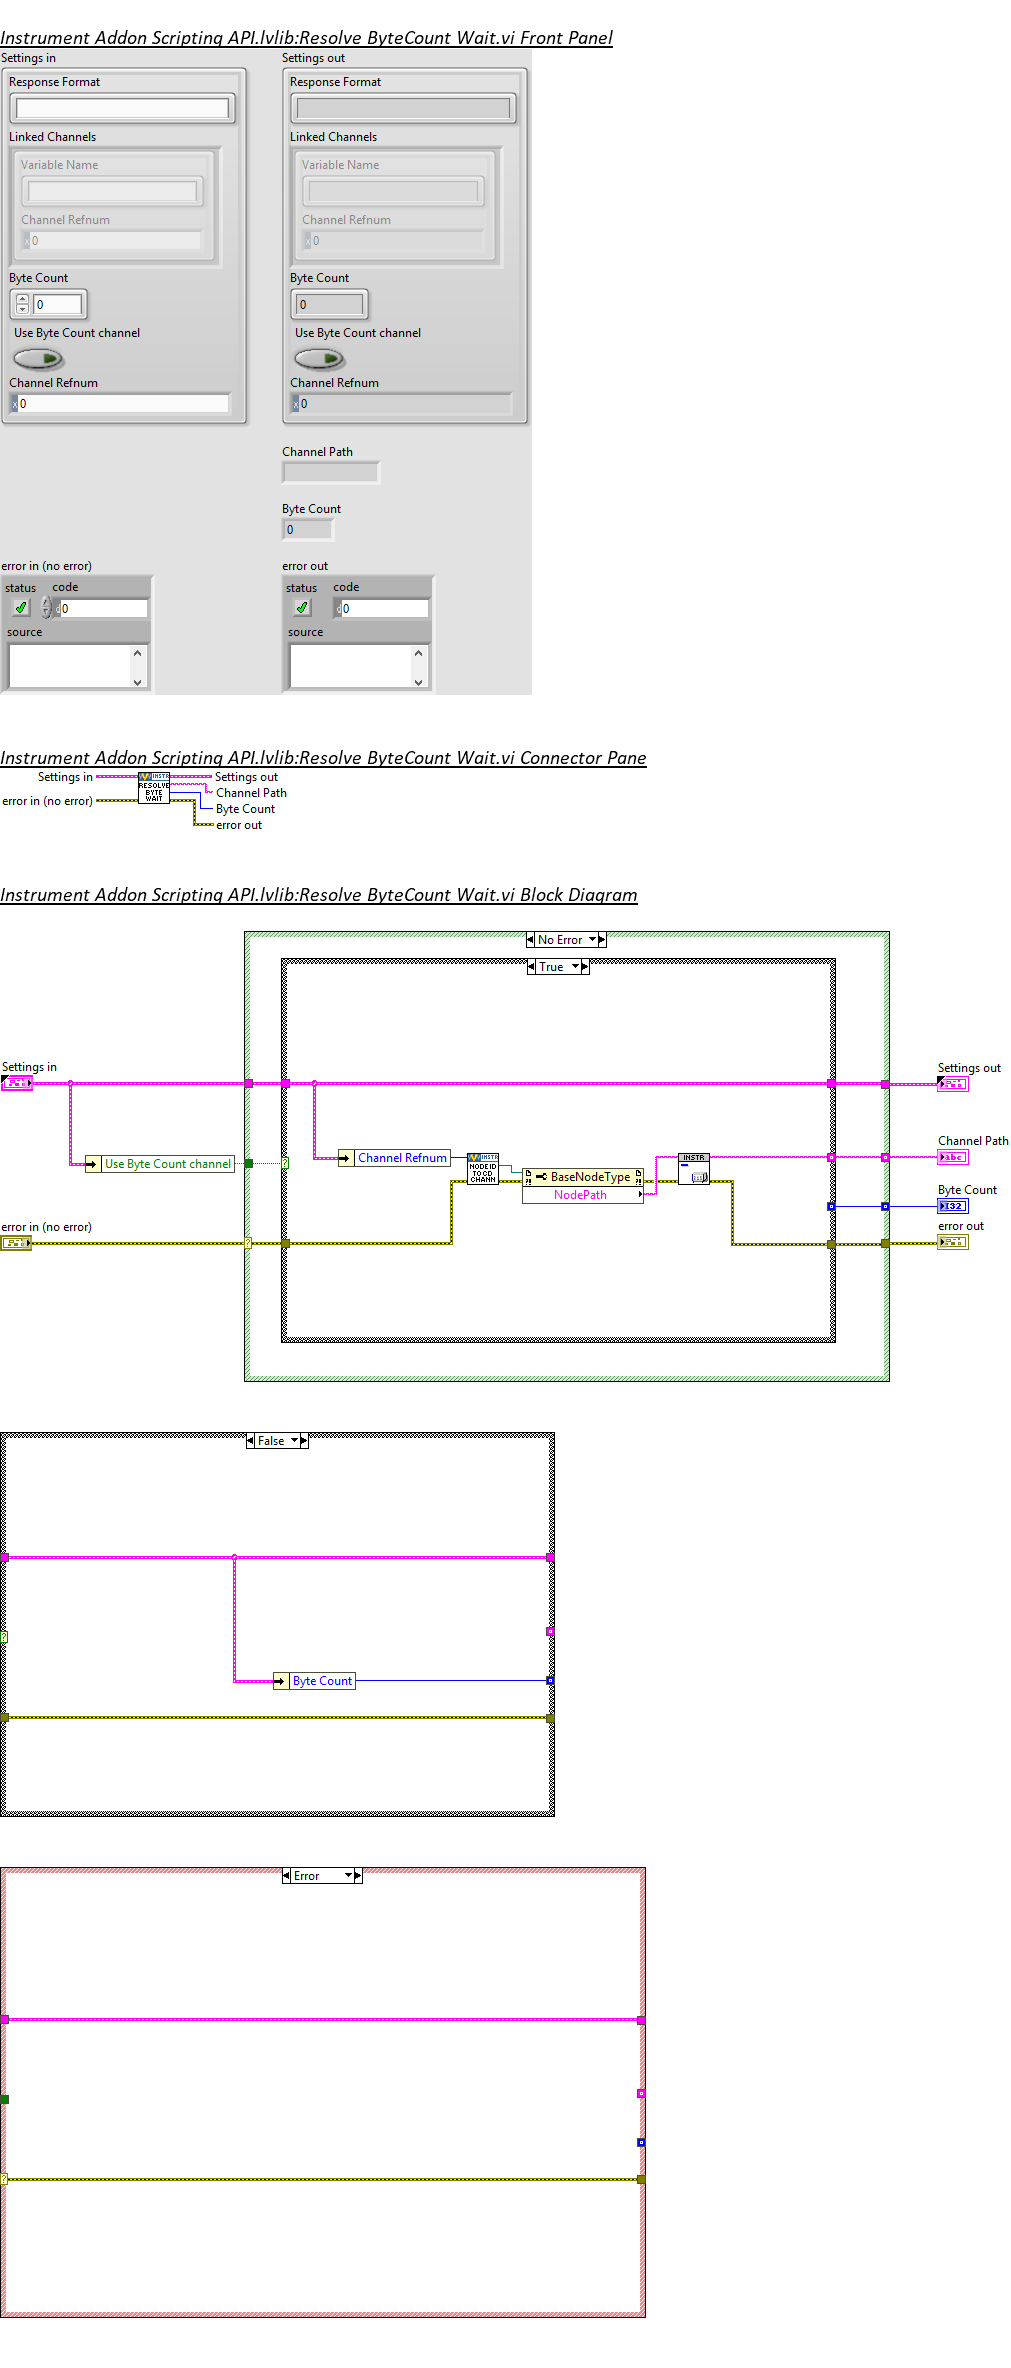 Instrument Addon Scripting API.lvlib:Resolve ByteCount Wait.vi Front Panel
Settings in
Settings out
Response Format
Response Format
Linked Channels
Linked Channels
Variable Name
Variable Name
Channel Refnum
Channel Refnum
x 0
x 0
Byte Count
Byte Count
0
0
Use Byte Count channel
Use Byte Count channel
Channel Refnum
Channel Refnum
x 0
x 0
Channel Path
Byte Count
0
error in (no error)
error out
status code
status code
d 0
d 0
source
source
Instrument Addon Scripting API.lvlib:Resolve ByteCount Wait.vi Connector Pane
Settings in
INSTR
RESOLVE
BYTE
WAIT
Settings out
Channel Path
error in (no error)
Byte Count
error out
Instrument Addon Scripting API.lvlib:Resolve ByteCount Wait.vi Block Diagram
No Error
True
Settings in
Settings out
Use Byte Count channel
?
Channel Refnum
INSTR
NODE ID
TO CD
CHANN
BaseNodeType
NodePath
INSTR
Channel Path
abc
Byte Count
I32
error in (no error)
?
error out
False
?
Byte Count
Error
?